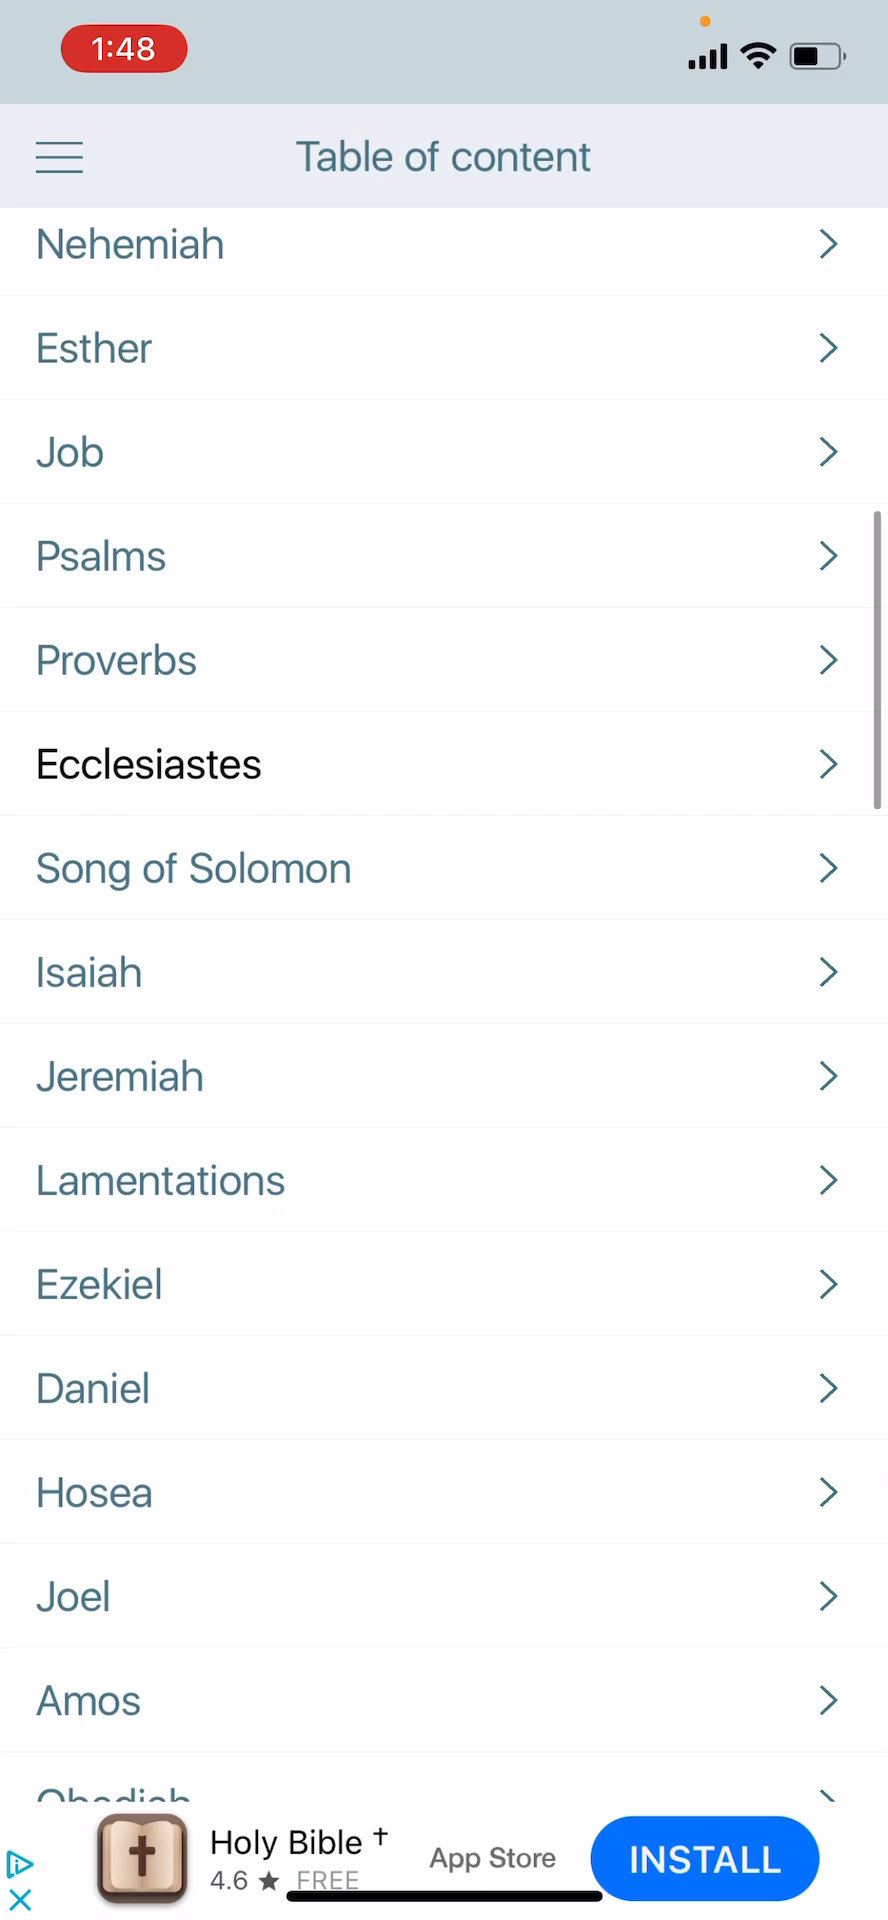 1:48
Table of content
Nehemiah
Esther
Job
Psalms
Proverbs
Ecclesiastes
Song of Solomon
Isaiah
Jeremiah
Lamentations
Ezekiel
Daniel
Hosea
Joel
Amos
Obadiah
Holy Bible †
4.6 ★ FREE
App Store
INSTALL